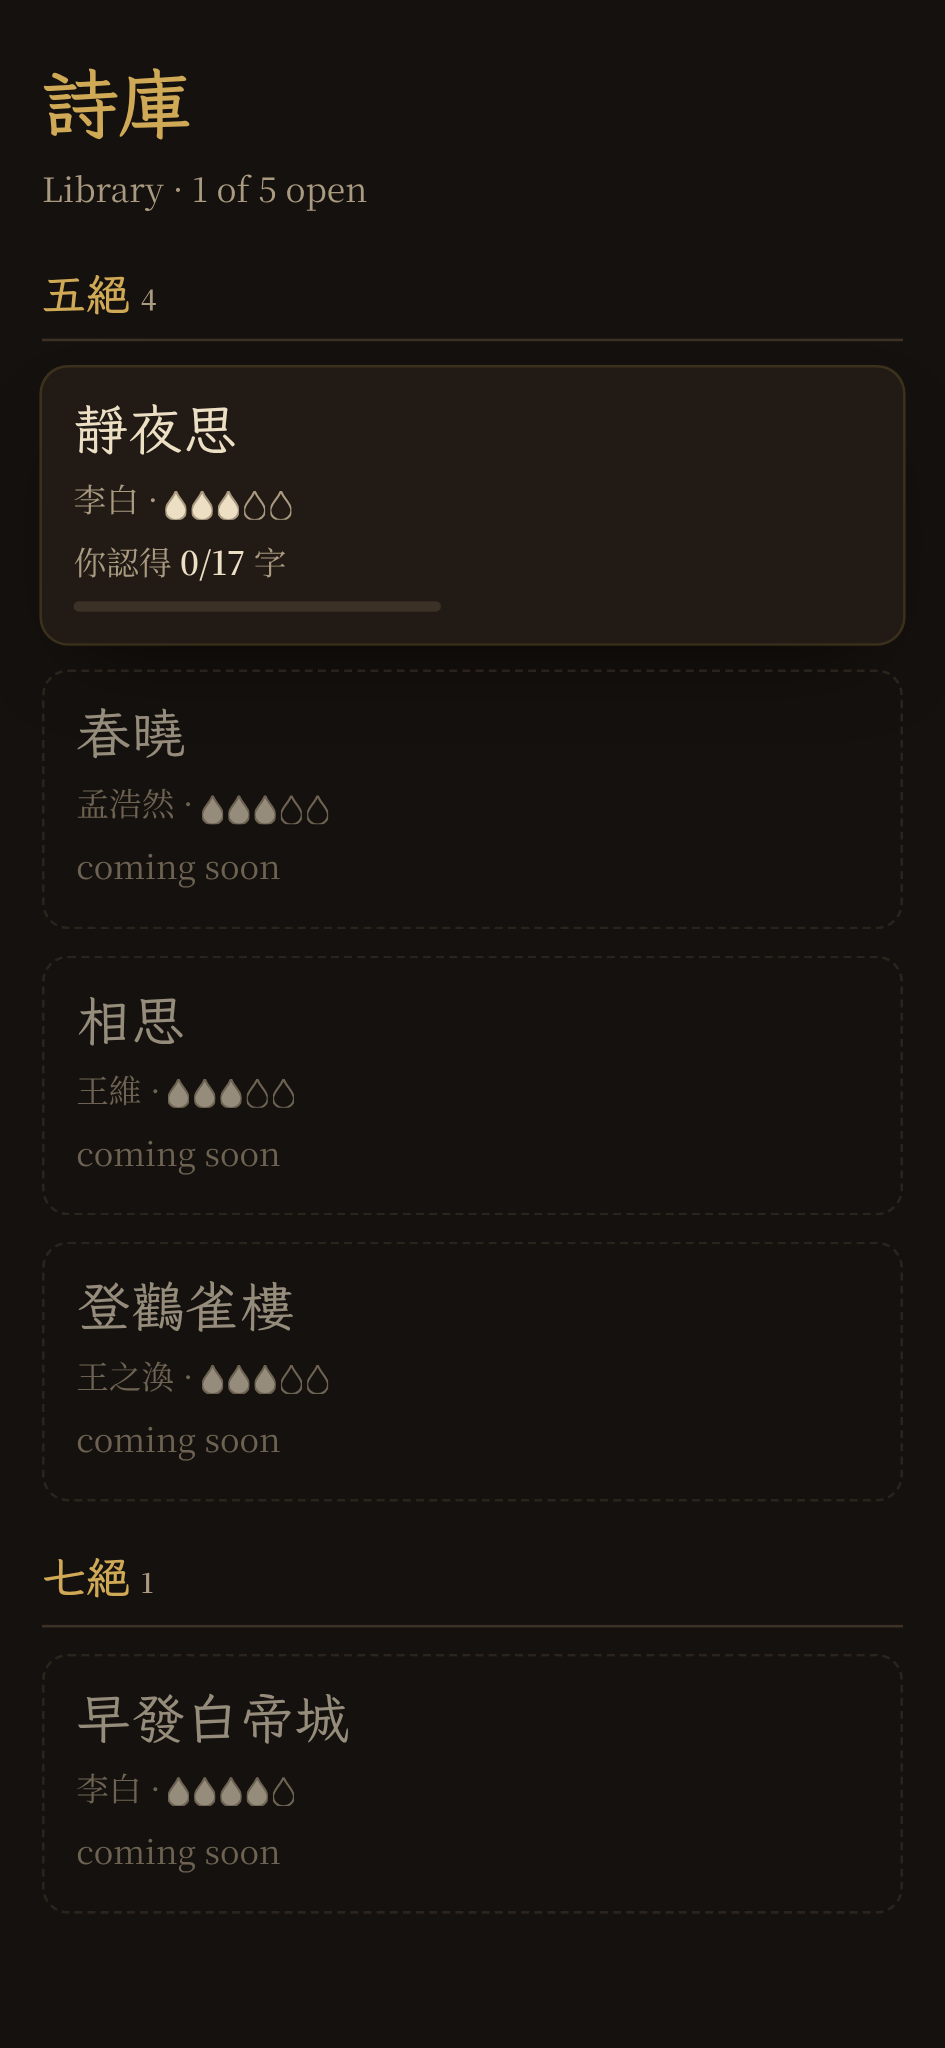 詩庫
Library · 1 of 5 open
五絕 4
靜夜思
李白 ·
你認得 0/17 字
春曉
孟浩然 ·
coming soon
相思
王維 ·
coming soon
登鸛雀樓
王之渙 ·
coming soon
七絕 1
早發白帝城
李白 ·
coming soon